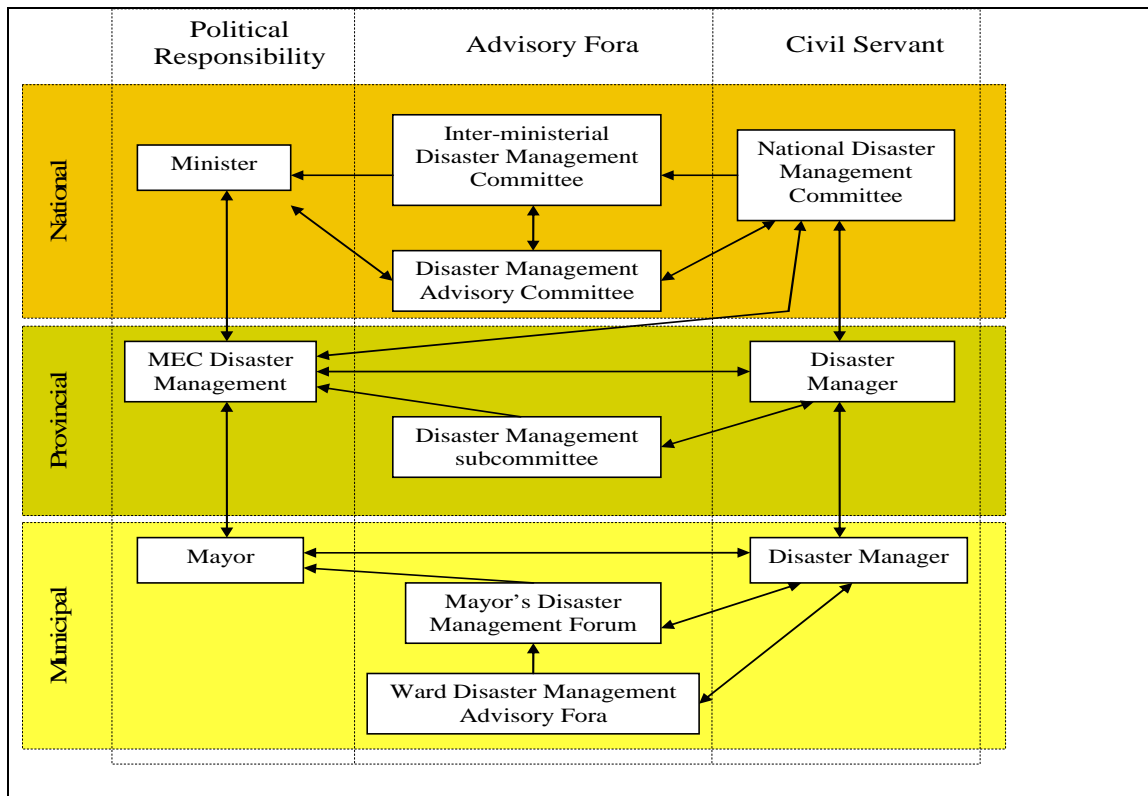 Political
Responsibility
Advisory Fora
Civil Servant
National
Minister
Inter-ministerial
Disaster Management
Committee
National Disaster
Management
Committee
Disaster Management
Advisory Committee
Provincial
MEC Disaster
Management
Disaster
Manager
Disaster Management
subcommittee
Municipal
Mayor
Disaster Manager
Mayor's Disaster
Management Forum
Ward Disaster Management
Advisory Fora